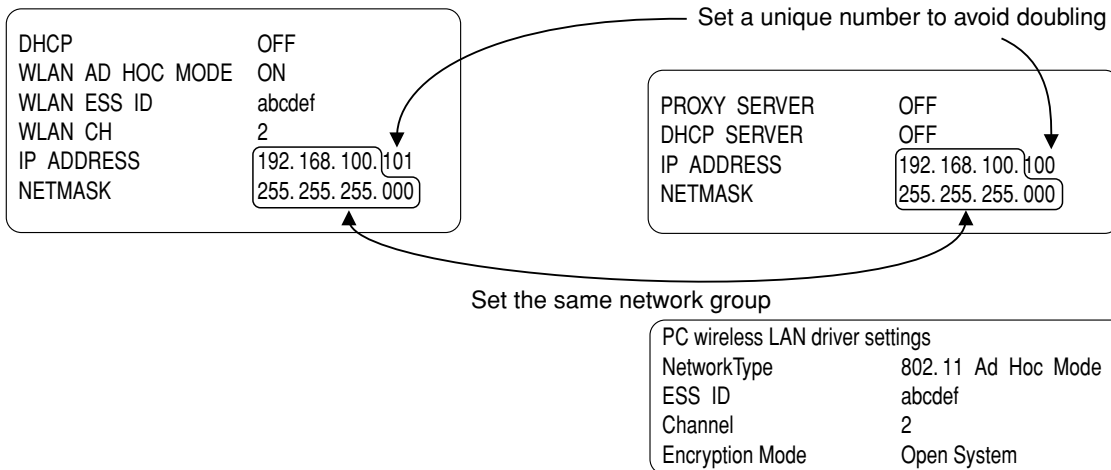 Set a unique number to avoid doubling
DHCP OFF
WLAN AD HOC MODE ON
WLAN ESS ID abcdef
WLAN CH 2
IP ADDRESS 192. 168. 100. 101
NETMASK 255. 255. 255. 000
PROXY SERVER OFF
DHCP SERVER OFF
IP ADDRESS 192. 168. 100. 100
NETMASK 255. 255. 255. 000
Set the same network group
PC wireless LAN driver settings
NetworkType 802. 11 Ad Hoc Mode
ESS ID abcdef
Channel 2
Encryption Mode Open System